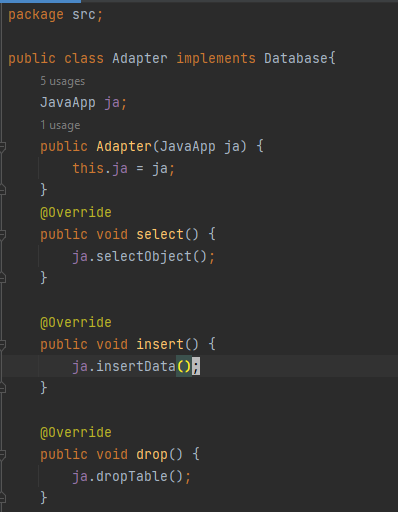 package src;
public class Adapter implements Database{
5 usages
JavaApp ja;
1 usage
public Adapter(JavaApp ja) {
this.ja = ja;
}
@Override
public void select() {
ja.selectObject();
}
@Override
public void insert() {
ja.insertData();
}
@Override
public void drop() {
ja.dropTable();
}